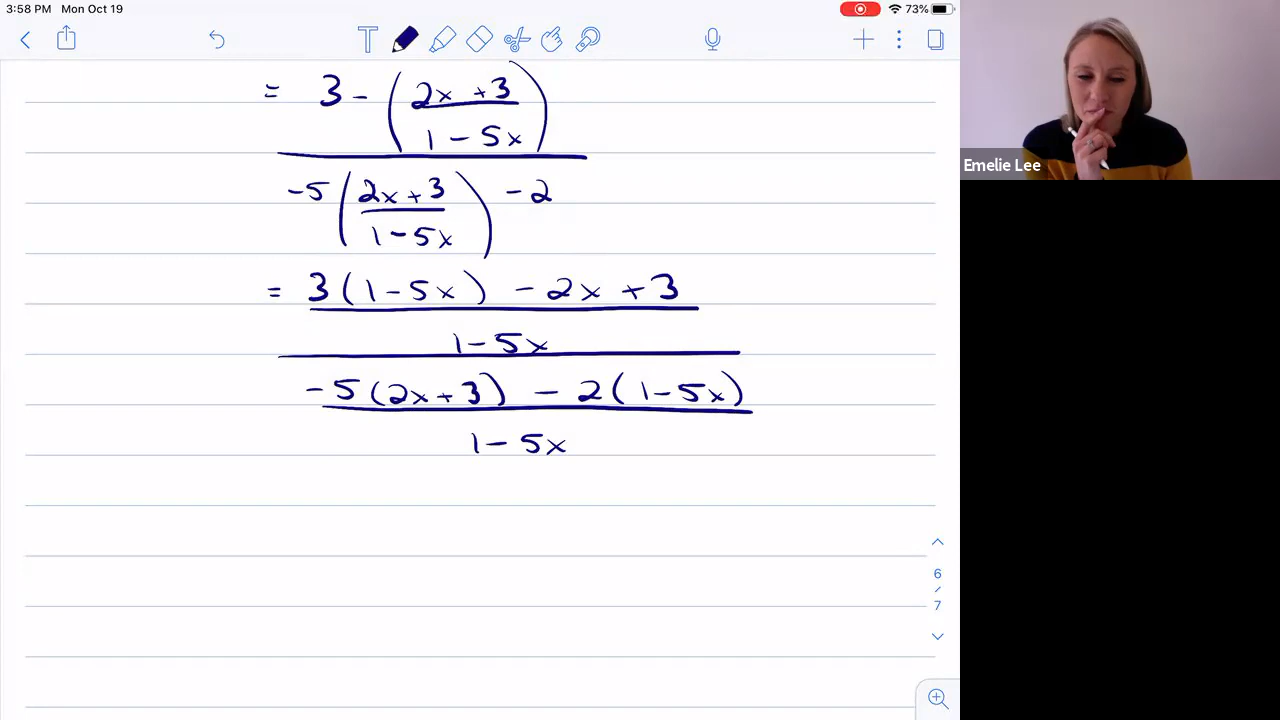 3:58 PM Mon Oct 19
73%
T
= 3 - (2x + 3
1 - 5x)
-5 (2x + 3
1 - 5x) - 2
= 3 (1 - 5x) - 2x + 3
1 - 5x
-5 (2x + 3) - 2 (1 - 5x)
1 - 5x
6
/
7
Emelie Lee